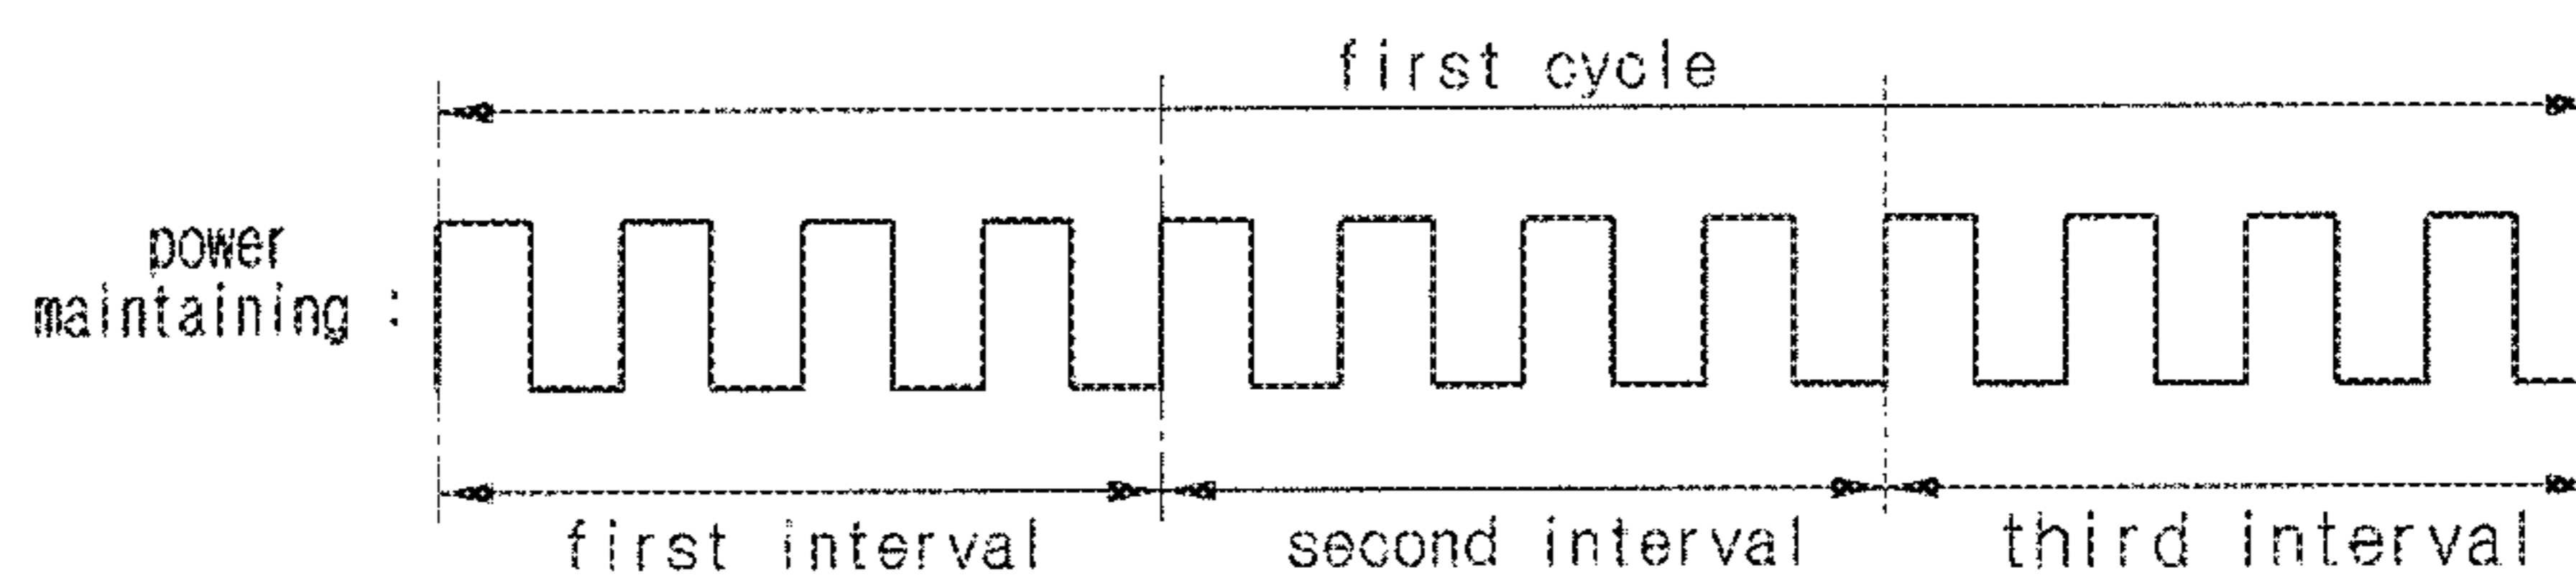 first cycle
power
maintaining :
first interval
second interval
third interval